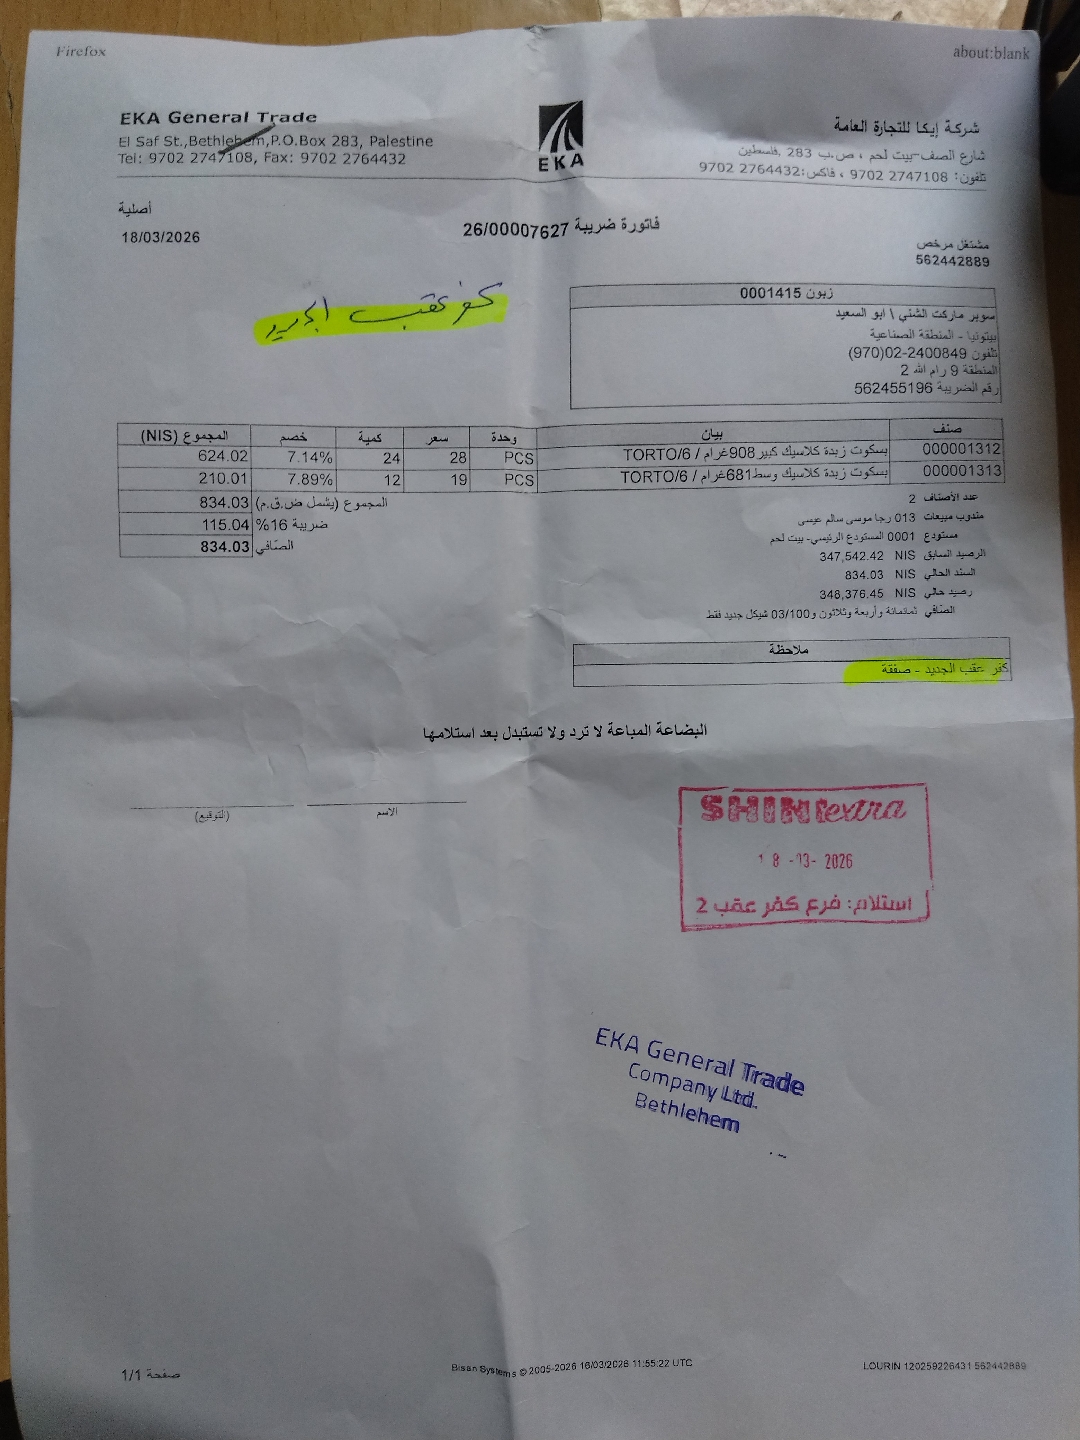 Firefox
about:blank
EKA General Trade
El Saf St.,Bethlehem,P.O.Box 283, Palestine
Tel: 9702 2747108, Fax: 9702 2764432
EKA
شركة إيكا للتجارة العامة
شارع الصف-بيت لحم ، ص.ب 283 ,فلسطين
تلفون: 2747108 9702 ، فاكس:2764432 9702
أصلية
18/03/2026
فاتورة ضريبة 26/00007627
مشتغل مرخص
562442889
كفر عقب الجديد
زبون 0001415
سوبر ماركت الشني \ ابو السعيد
بيتونيا - المنطقة الصناعية
تلفون 02-2400849(970)
المنطقة 9 رام الله 2
رقم الضريبة 562455196
صنف بيان وحدة سعر كمية خصم المجموع (NIS)
000001312 بسكوت زبدة كلاسيك كبير908غرام / TORTO/6 PCS 28 24 7.14% 624.02
000001313 بسكوت زبدة كلاسيك وسط681غرام / TORTO/6 PCS 19 12 7.89% 210.01
المجموع (يشمل ض.ق.م) 834.03
ضريبة 16% 115.04
الصافي 834.03
عدد الأصناف 2
مندوب مبيعات 013 رجا موسى سالم عيسى
مستودع 0001 المستودع الرئيسي- بيت لحم
الرصيد السابق NIS 347,542.42
السند الحالي NIS 834.03
رصيد حالي NIS 348,376.45
الصافي ثمانمائة وأربعة وثلاثون و03/100 شيكل جديد فقط
ملاحظة
كفر عقب الجديد - صفقة
البضاعة المباعة لا ترد ولا تستبدل بعد استلامها
الاسم
(التوقيع)
SHINI extra
18 -03- 2026
استلام: فرع كفر عقب 2
EKA General Trade
Company Ltd.
Bethlehem
صفحة 1/1
Bisan Systems © 2005-2026 16/03/2026 11:55:22 UTC
LOURIN 120259226431 562442889